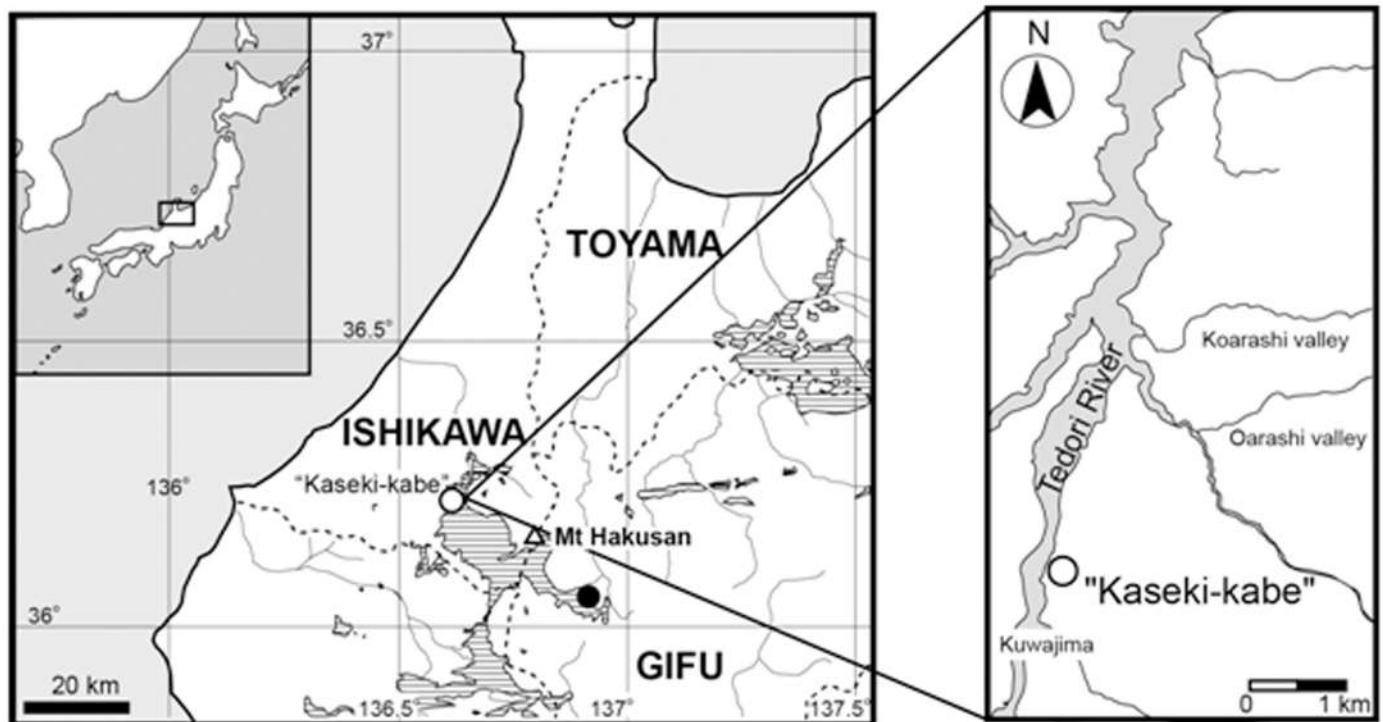 37°
TOYAMA
36.5°
ISHIKAWA
"Kaseki-kabe"
136°
Mt Hakusan
36°
GIFU
20 km
136.5°
137°
137.5°
N
Koarashi valley
Tedori River
Oarashi valley
"Kaseki-kabe"
Kuwajima
0 1 km